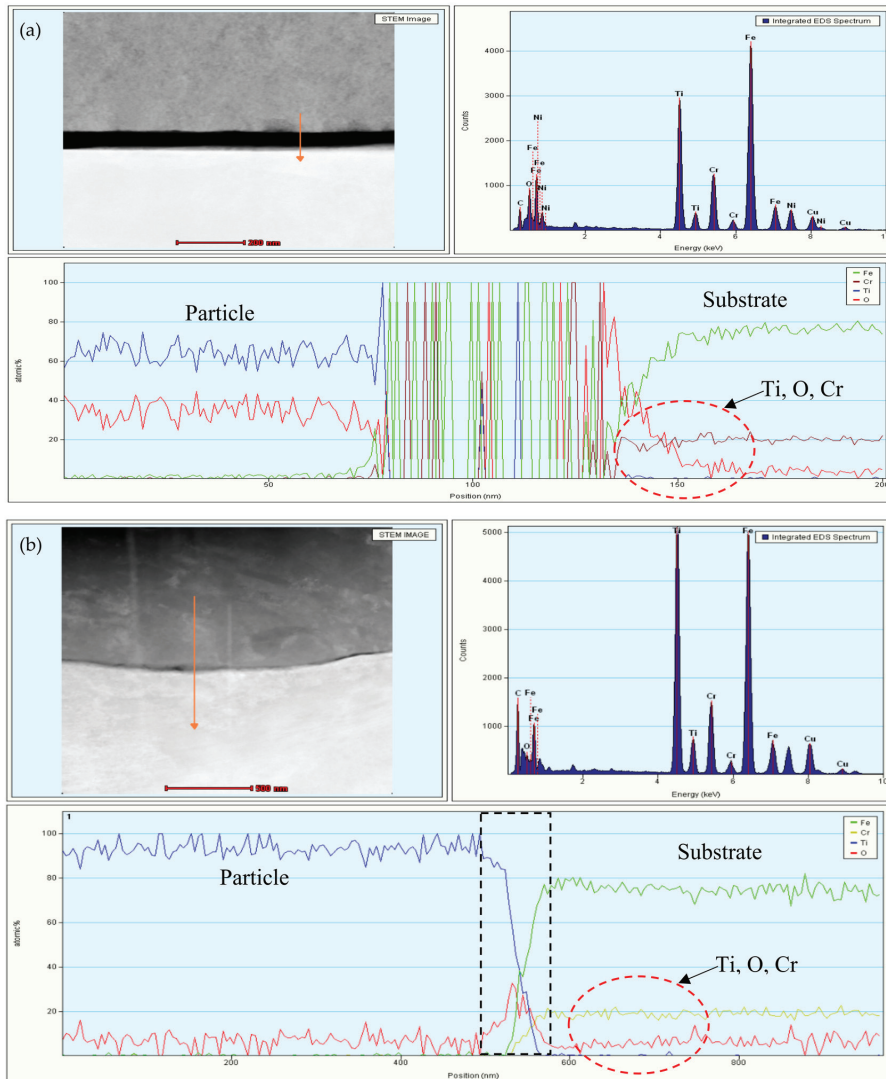 (a)
STEM Image
200 nm
Integrated EDS Spectrum
Counts
4000
3000
2000
1000
Fe
Ti
Ni
Fe
Fe
Fe
O
Ni
C
Ni
Ti
Cr
Cr
Fe
Ni
Cu
Ni
Cu
2 4 6 8 10
Energy (keV)
Particle
Substrate
Fe
Cr
Ti
O
Ti, O, Cr
atomic%
100
80
60
40
20
50 100 150 200
Position (nm)
(b)
STEM IMAGE
500 nm
Integrated EDS Spectrum
Counts
5000
4000
3000
2000
1000
Ti
Fe
C
Fe
Fe
Fe
O
Ti
Cr
Cr
Fe
Cu
Cu
2 4 6 8 10
Energy (keV)
1
Particle
Substrate
Fe
Cr
Ti
O
Ti, O, Cr
atomic%
100
80
60
40
20
200 400 600 800
Position (nm)